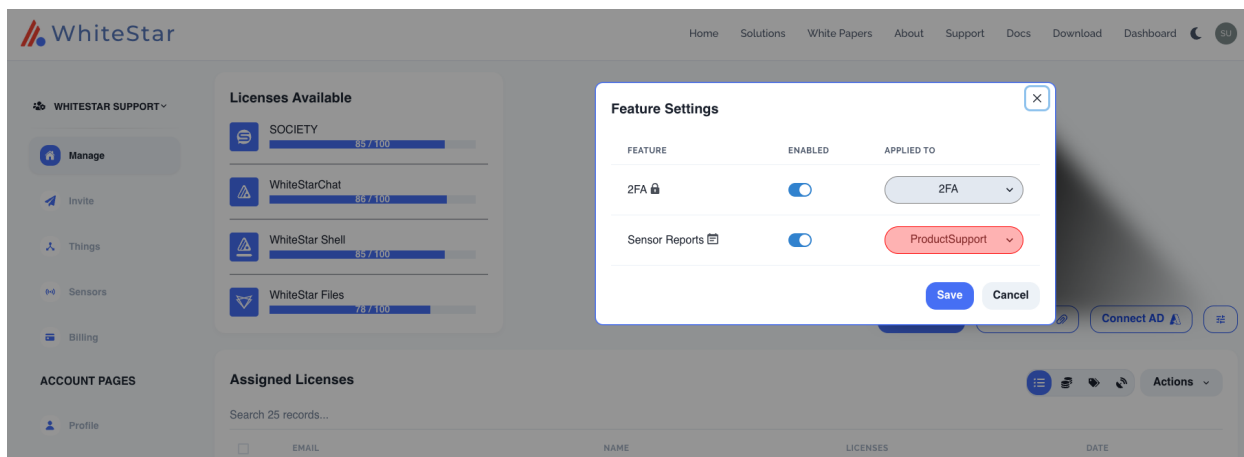 WhiteStar
Home Solutions White Papers About Support Docs Download Dashboard SU
WHITESTAR SUPPORT
Manage
Invite
Things
Sensors
Billing
ACCOUNT PAGES
Profile
Licenses Available
SOCIETY
85 / 100
WhiteStarChat
86 / 100
WhiteStar Shell
85 / 100
WhiteStar Files
78 / 100
Feature Settings
FEATURE ENABLED APPLIED TO
2FA 2FA
Sensor Reports ProductSupport
Save Cancel
Connect AD
Assigned Licenses
Actions
Search 25 records...
EMAIL NAME LICENSES DATE